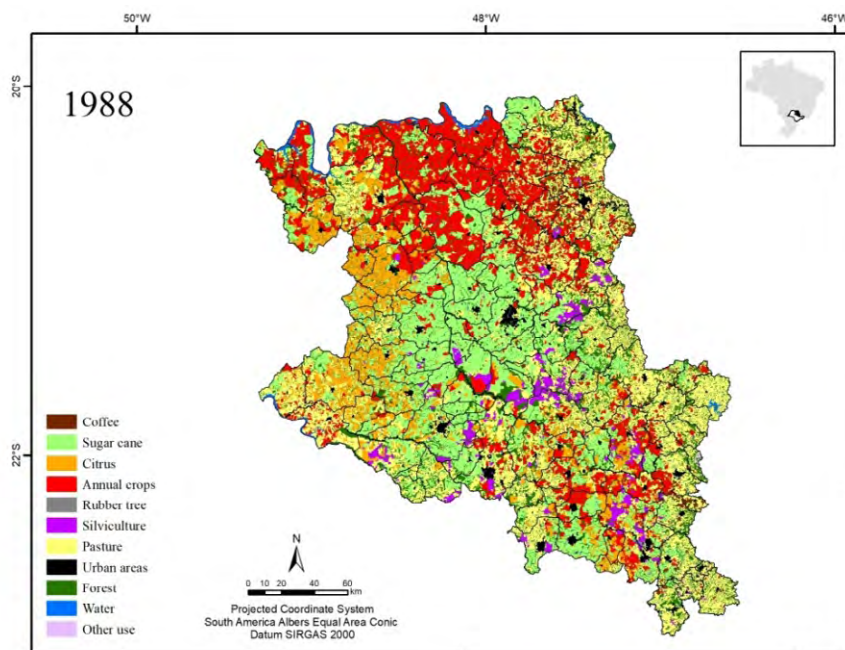 50°W
48°W
46°W
20°S
1988
22°S
Coffee
Sugar cane
Citrus
Annual crops
Rubber tree
Silviculture
Pasture
Urban areas
Forest
Water
Other use
N
0 10 20 40 60
km
Projected Coordinate System
South America Albers Equal Area Conic
Datum SIRGAS 2000